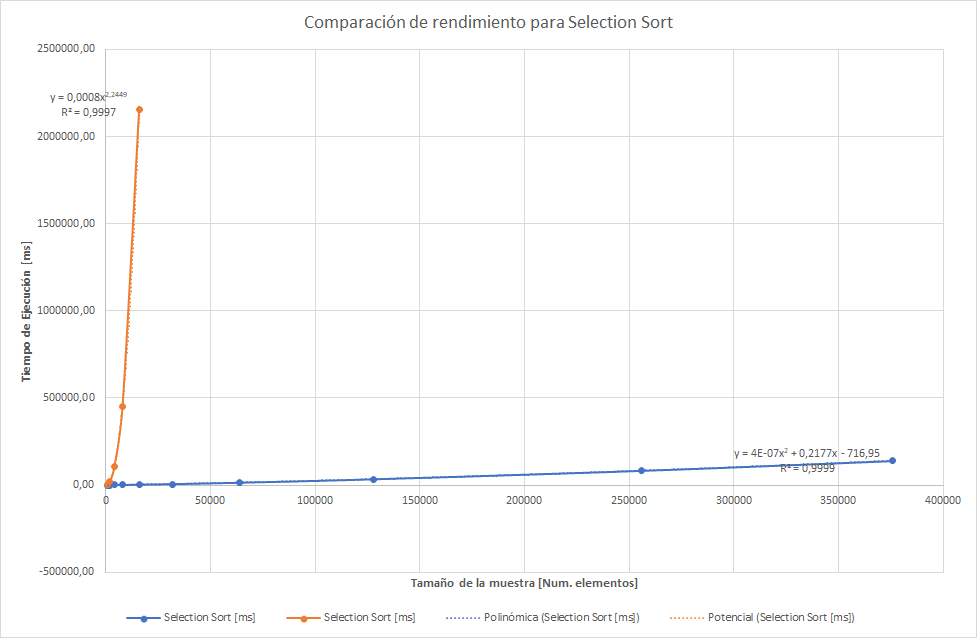 Comparación de rendimiento para Selection Sort
2500000,00
2000000,00
1500000,00
1000000,00
500000,00
0,00
-500000,00
Tiempo de Ejecución [ms]
y = 0,0008x^2,2449
R² = 0,9997
y = 4E-07x² + 0,2177x - 716,95
R² = 0,9999
0 50000 100000 150000 200000 250000 300000 350000 400000
Tamaño de la muestra [Num. elementos]
Selection Sort [ms] Selection Sort [ms] Polinómica (Selection Sort [ms]) Potencial (Selection Sort [ms])